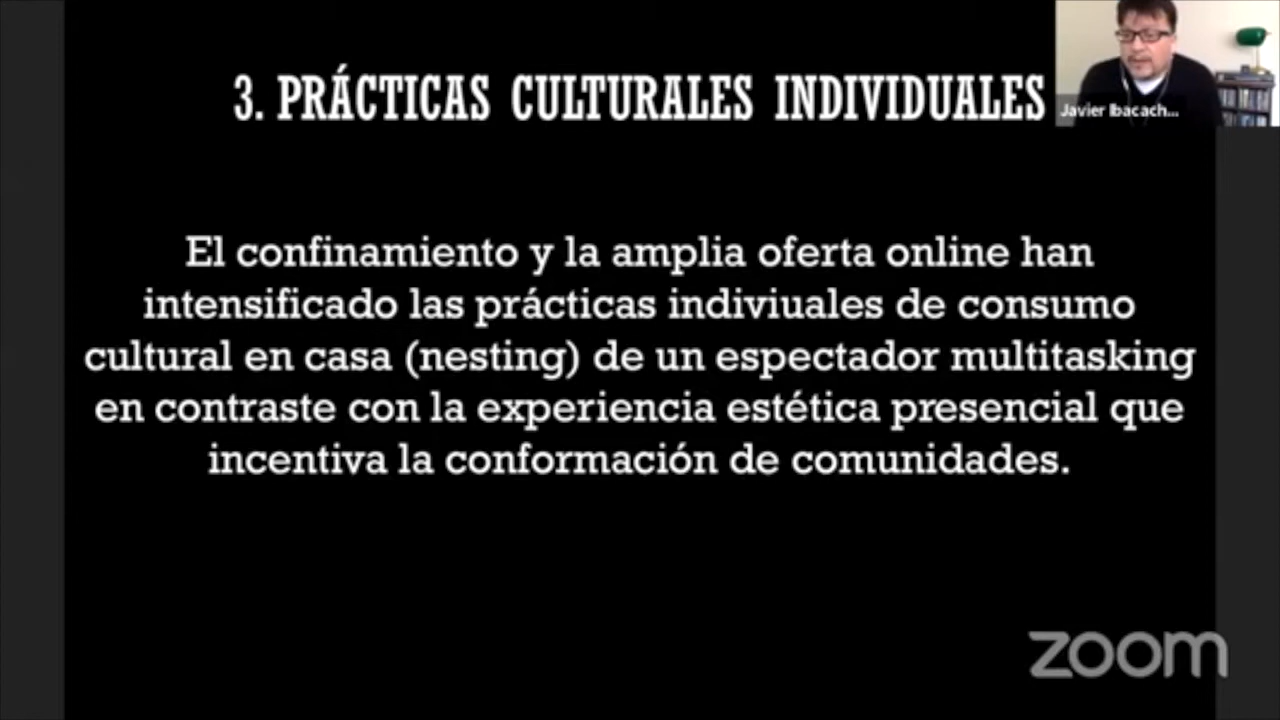 3. PRÁCTICAS CULTURALES INDIVIDUALES
Javier Ibacach...
El confinamiento y la amplia oferta online han
intensificado las prácticas indiviuales de consumo
cultural en casa (nesting) de un espectador multitasking
en contraste con la experiencia estética presencial que
incentiva la conformación de comunidades.
zoom